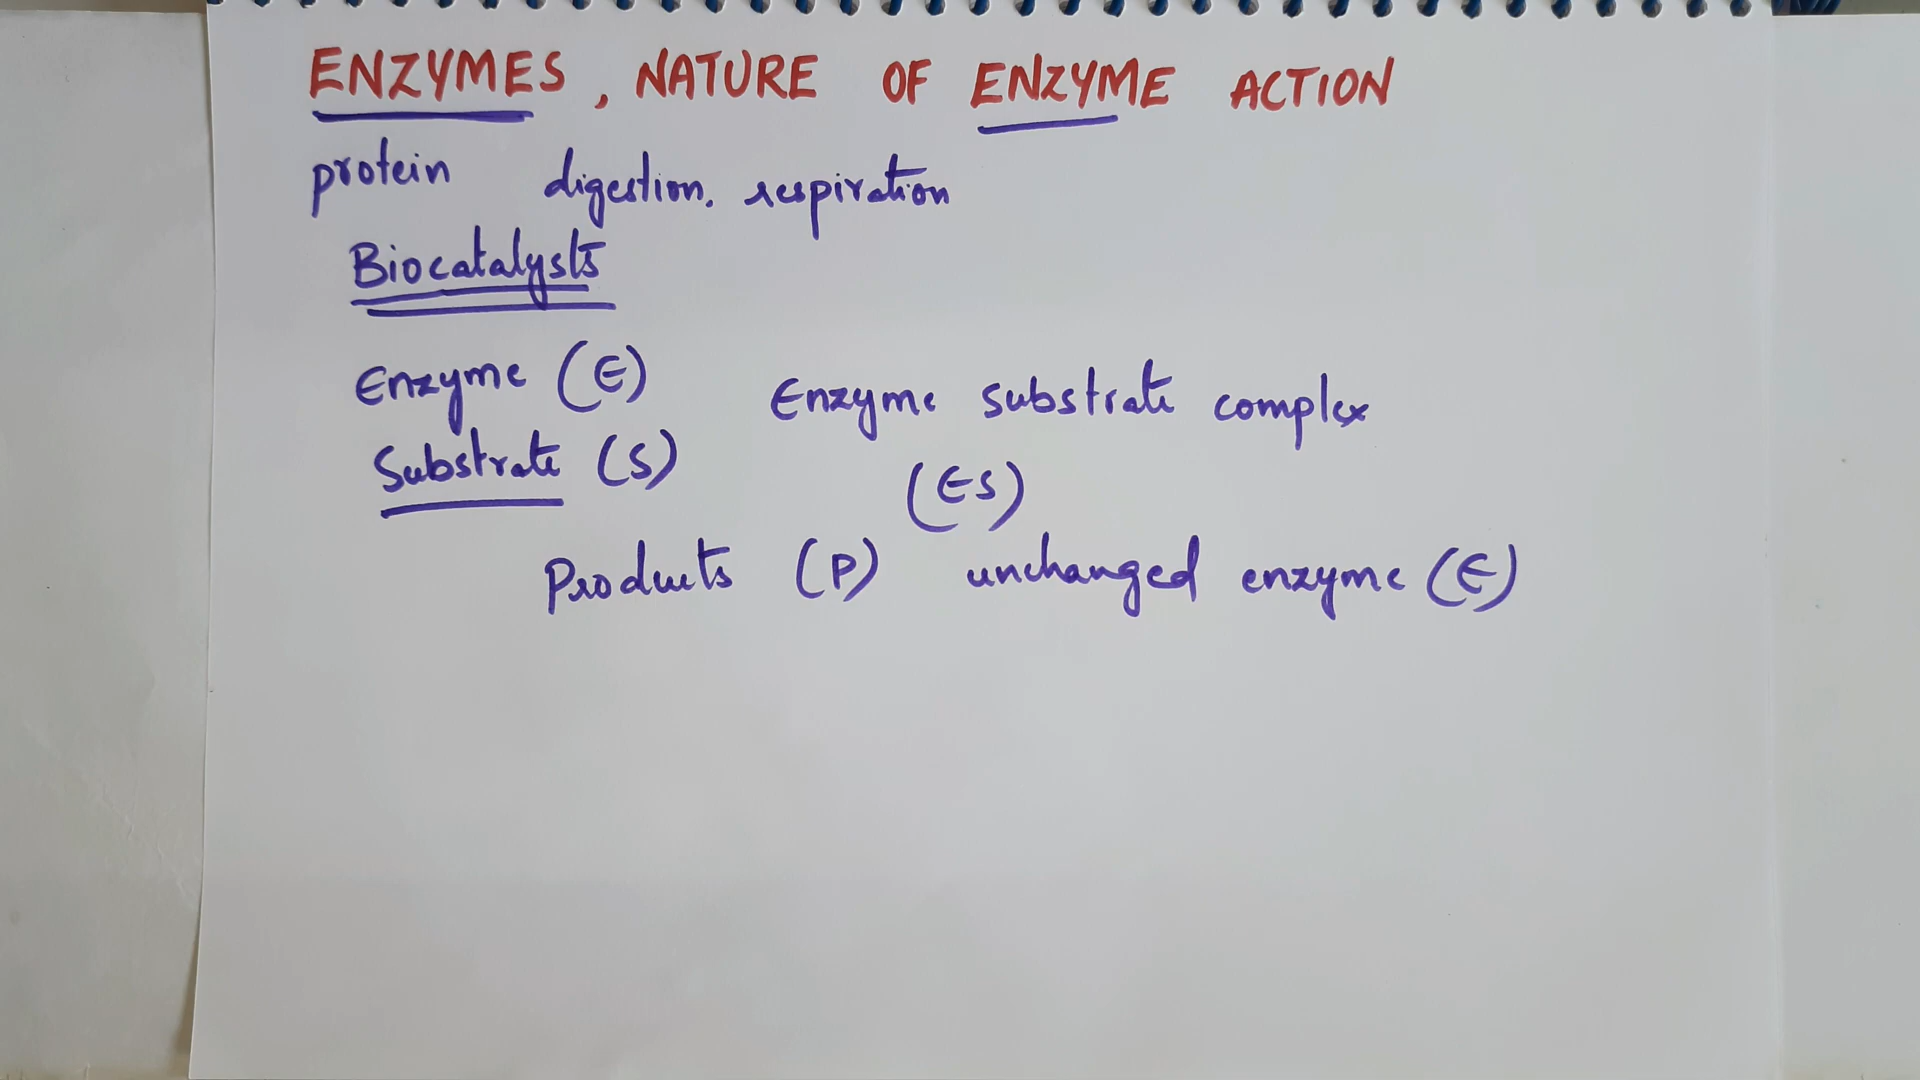 ENZYMES, NATURE OF ENZYME ACTION
protein digestion, respiration
Biocatalysts
Enzyme (E) Enzyme substrate complex
Substrate (S) (ES)
Products (P) unchanged enzyme (E)